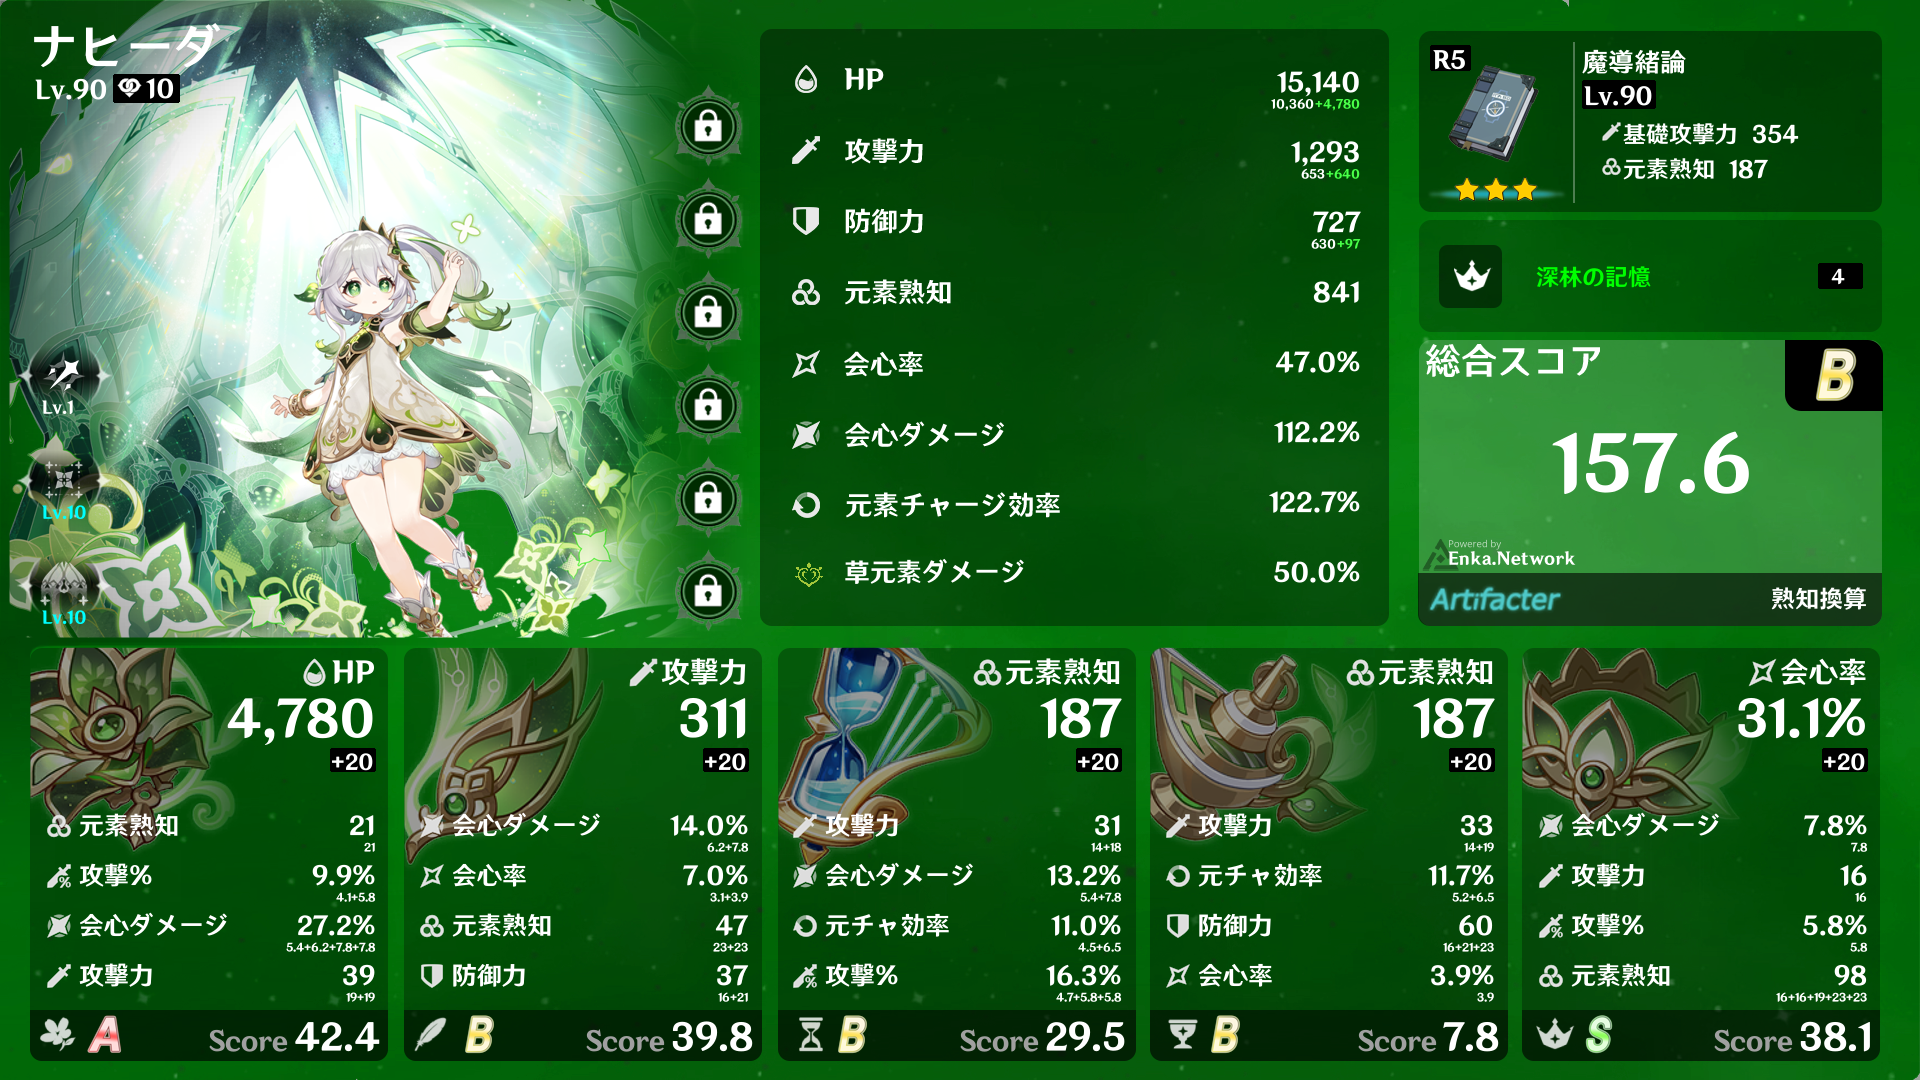 ナヒーダ
Lv.90 10
Lv.1
Lv.10
Lv.10
HP 15,140
10,360+4,780
攻撃力 1,293
653+640
防御力 727
630+97
元素熟知 841
会心率 47.0%
会心ダメージ 112.2%
元素チャージ効率 122.7%
草元素ダメージ 50.0%
R5
魔導緒論
Lv.90
基礎攻撃力 354
元素熟知 187
深林の記憶 4
総合スコア B
157.6
Powered by
Enka.Network
Artifacter 熟知換算
HP
4,780
+20
元素熟知 21
21
攻撃% 9.9%
4.1+5.8
会心ダメージ 27.2%
5.4+6.2+7.8+7.8
攻撃力 39
19+19
A Score 42.4
攻撃力
311
+20
会心ダメージ 14.0%
6.2+7.8
会心率 7.0%
3.1+3.9
元素熟知 47
23+23
防御力 37
16+21
B Score 39.8
元素熟知
187
+20
攻撃力 31
14+18
会心ダメージ 13.2%
5.4+7.8
元チャ効率 11.0%
4.5+6.5
攻撃% 16.3%
4.7+5.8+5.8
B Score 29.5
元素熟知
187
+20
攻撃力 33
14+19
元チャ効率 11.7%
5.2+6.5
防御力 60
16+21+23
会心率 3.9%
3.9
B Score 7.8
会心率
31.1%
+20
会心ダメージ 7.8%
7.8
攻撃力 16
16
攻撃% 5.8%
5.8
元素熟知 98
16+16+19+23+23
S Score 38.1